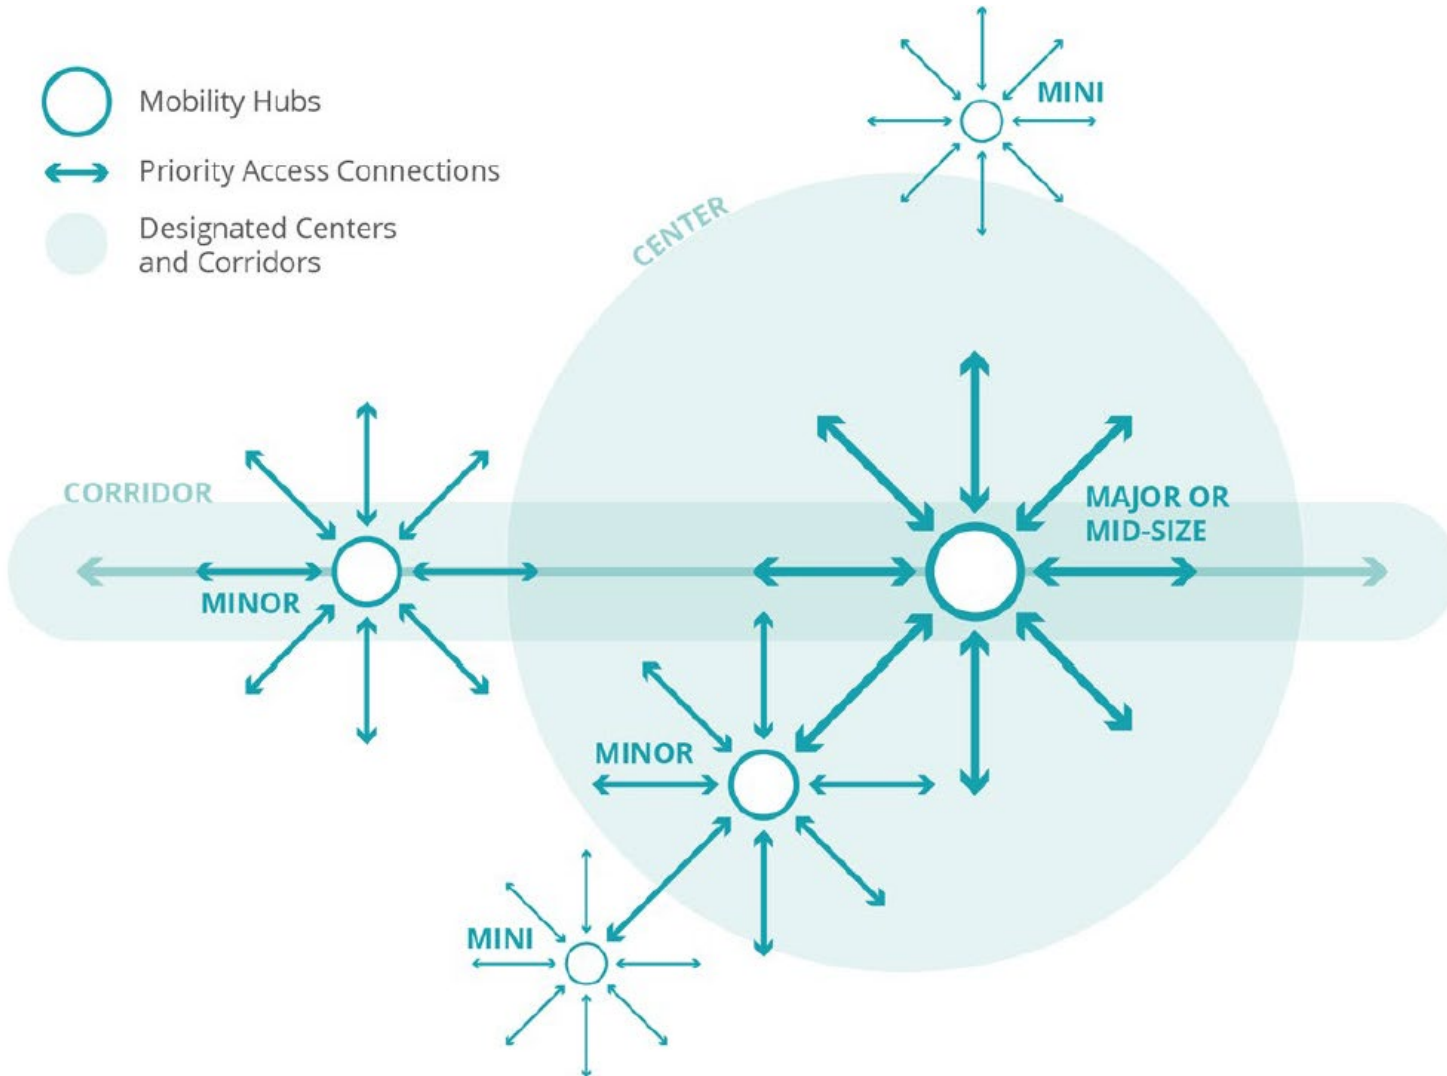 Mobility Hubs
Priority Access Connections
Designated Centers
and Corridors
MINI
CENTER
CORRIDOR
MAJOR OR
MID-SIZE
MINOR
MINOR
MINI